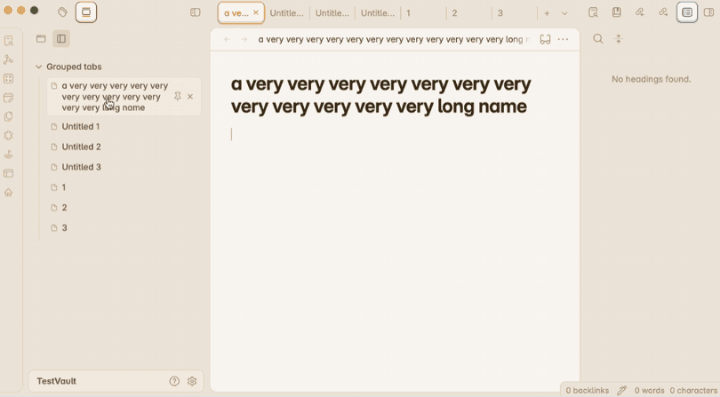 a ve...
Untitle...
Untitle...
Untitle...
1
2
3
a very very very very very very very very very very very very long
Grouped tabs
a very very very very
very very very very very
very very long name
Untitled 1
Untitled 2
Untitled 3
1
2
3
a very very very very very very very
very very very very very long name
No headings found.
TestVault
0 backlinks
0 words
0 characters